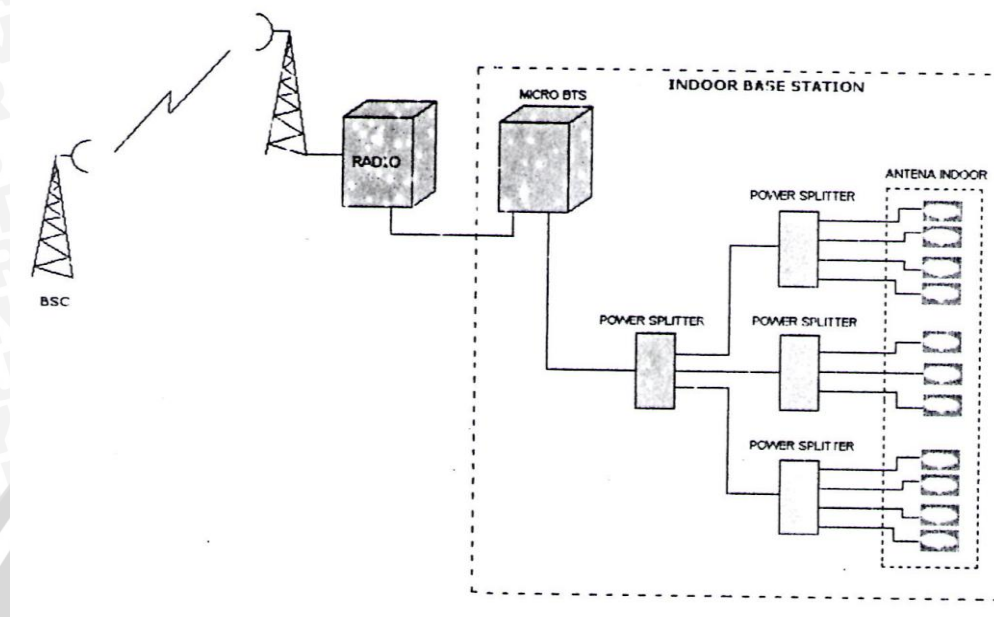 INDOOR BASE STATION
MICRO BTS
RADIO
ANTENA INDOOR
POWER SPLITTER
POWER SPLITTER
POWER SPLITTER
POWER SPLITTER
BSC